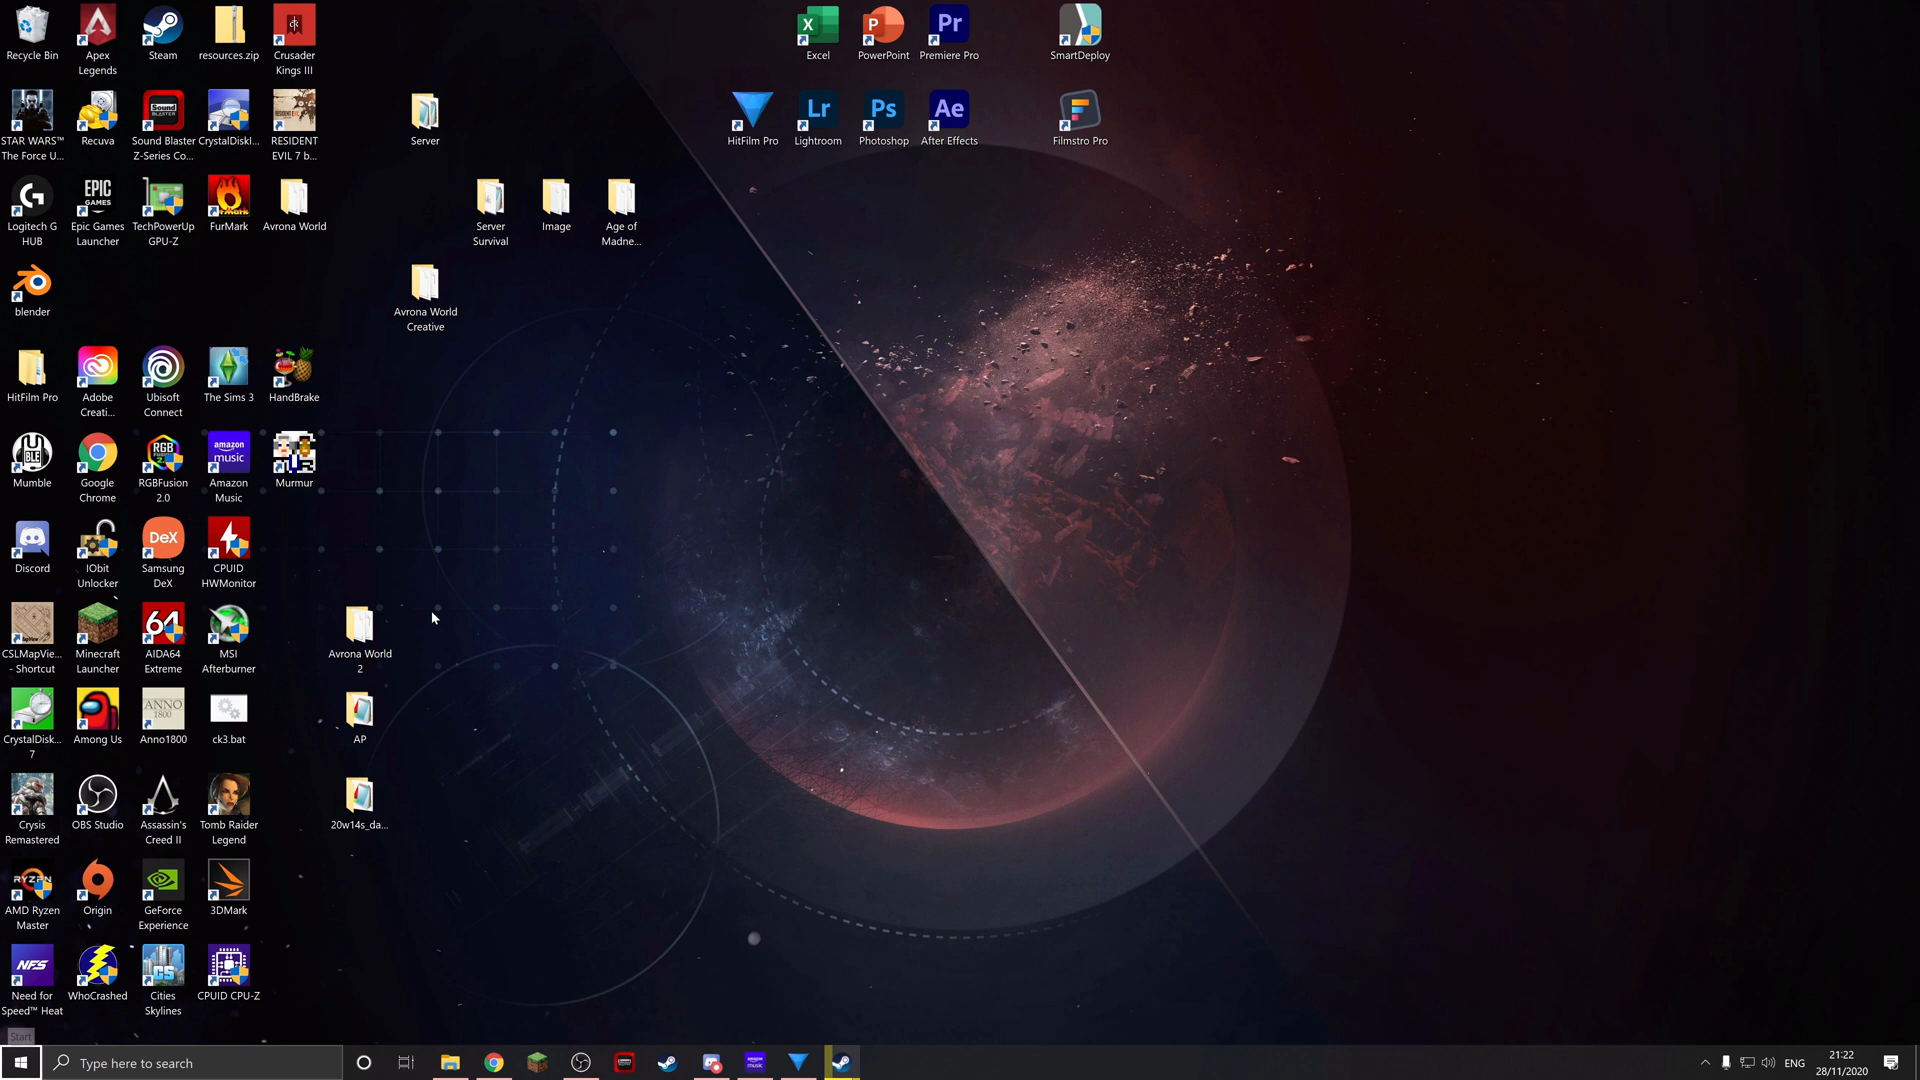 Recycle Bin
Apex
Legends
Steam
resources.zip
Crusader
Kings III
Excel
PowerPoint
Premiere Pro
SmartDeploy
STAR WARS™
The Force U...
Recuva
Sound Blaster
Z-Series Co...
CrystalDiskI...
RESIDENT
EVIL 7 b...
Server
HitFilm Pro
Lightroom
Photoshop
After Effects
Filmstro Pro
Logitech G
HUB
Epic Games
Launcher
TechPowerUp
GPU-Z
FurMark
Avrona World
Server
Survival
Image
Age of
Madne...
blender
Avrona World
Creative
HitFilm Pro
Adobe
Creati...
Ubisoft
Connect
The Sims 3
HandBrake
Mumble
Google
Chrome
RGBFusion
2.0
Amazon
Music
Murmur
Discord
IObit
Unlocker
Samsung
DeX
CPUID
HWMonitor
CSLMapVie...
- Shortcut
Minecraft
Launcher
AIDA64
Extreme
MSI
Afterburner
Avrona World
2
CrystalDisk...
7
Among Us
Anno1800
ck3.bat
AP
Crysis
Remastered
OBS Studio
Assassin's
Creed II
Tomb Raider
Legend
20w14s_da...
AMD Ryzen
Master
Origin
GeForce
Experience
3DMark
Need for
Speed™ Heat
WhoCrashed
Cities
Skylines
CPUID CPU-Z
Start
Type here to search
ENG
21:22
28/11/2020